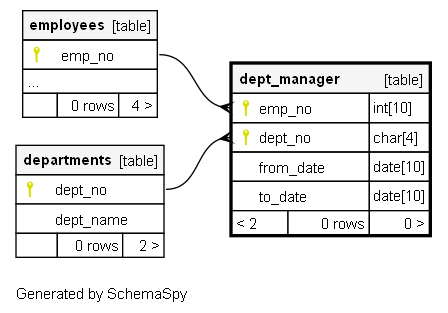 employees [table]
emp_no
...
0 rows 4 >
departments [table]
dept_no
dept_name
0 rows 2 >
dept_manager [table]
emp_no int[10]
dept_no char[4]
from_date date[10]
to_date date[10]
< 2 0 rows 0 >
Generated by SchemaSpy